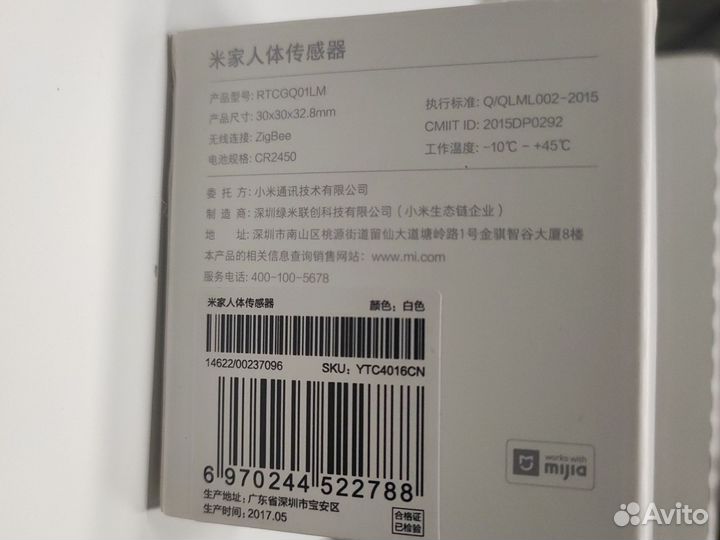 米家人体传感器
产品型号: RTCGQ01LM
产品尺寸: 30x30x32.8mm
无线连接: ZigBee
电池规格: CR2450
执行标准: Q/QLML002-2015
CMIIT ID: 2015DP0292
工作温度: -10℃ - +45℃
委 托 方: 小米通讯技术有限公司
制 造 商: 深圳绿米联创科技有限公司（小米生态链企业）
地 址: 深圳市南山区桃源街道留仙大道塘岭路1号金骐智谷大厦8楼
本产品的相关信息查询销售网站: www.mi.com
服务电话: 400-100-5678
米家人体传感器 颜色: 白色
14622/00237096 SKU: YTC4016CN
6 970244 522788
生产地址: 广东省深圳市宝安区
生产时间: 2017.05
合格证
已检验
works with
mijia
Avito